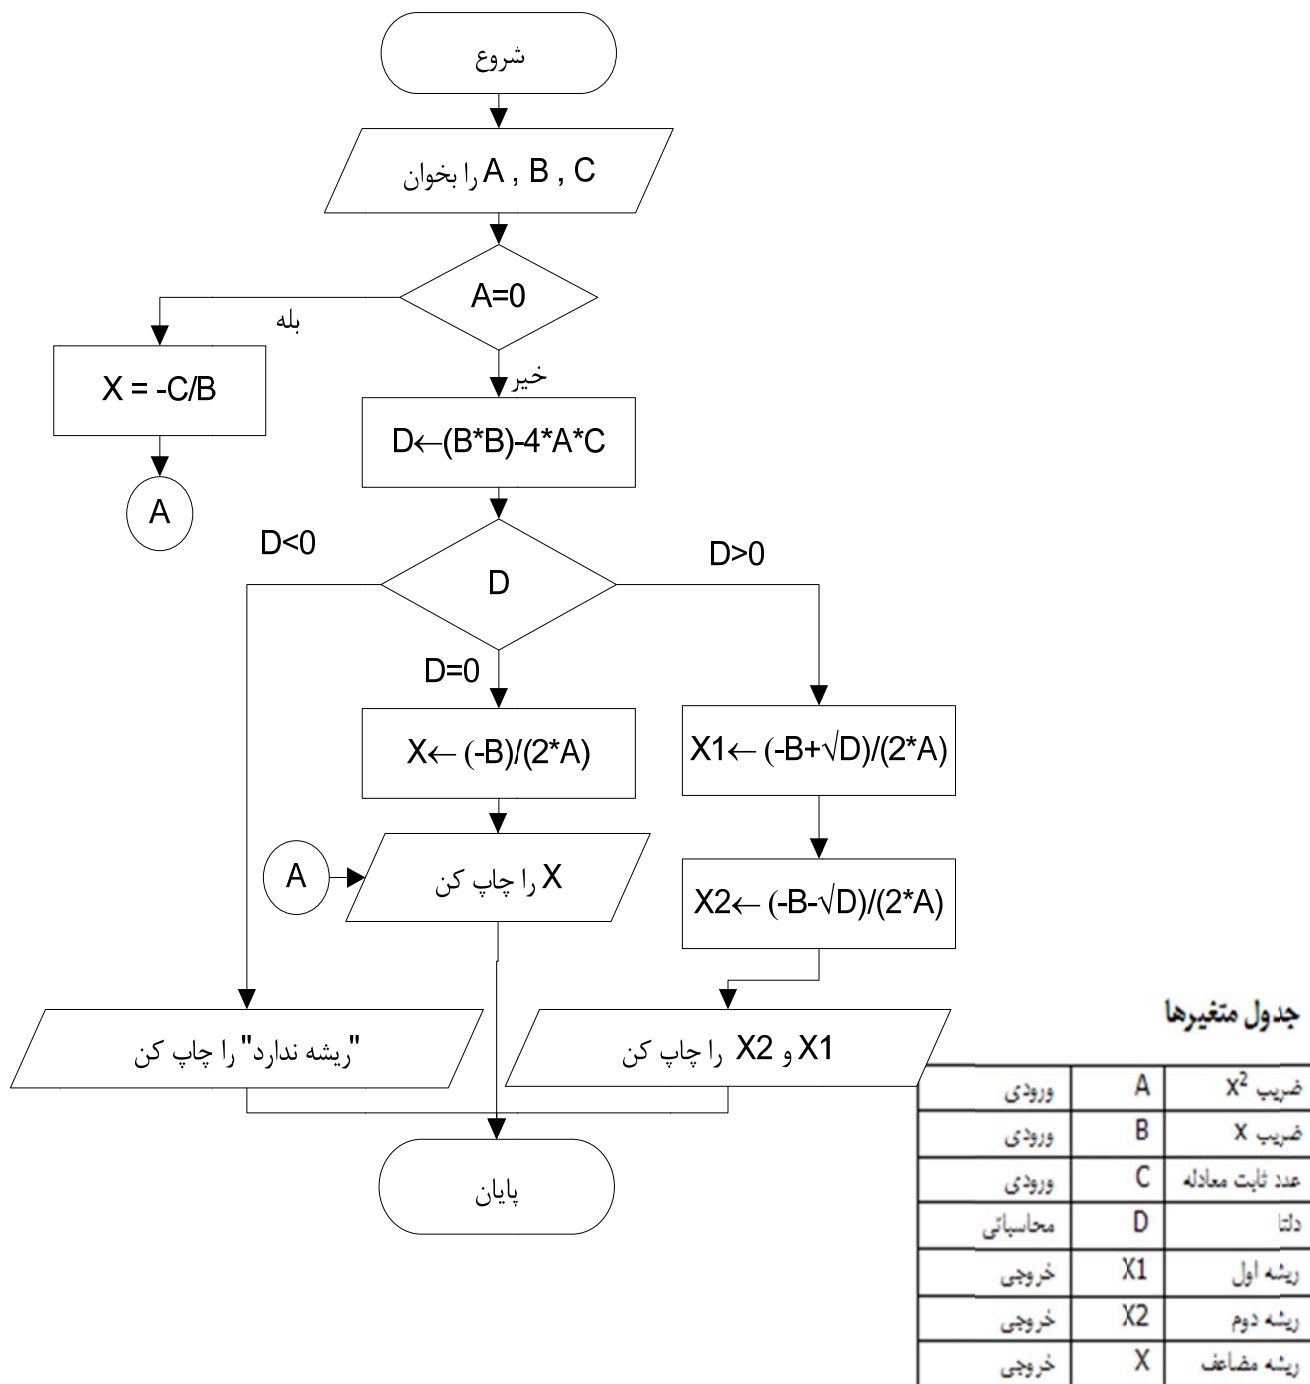 شروع
A , B , C را بخوان
A=0
بله
خیر
X = -C/B
D←(B*B)-4*A*C
A
D<0
D>0
D
D=0
X← (-B)/(2*A)
X1← (-B+√D)/(2*A)
A
X را چاپ کن
X2← (-B-√D)/(2*A)
"ریشه ندارد" را چاپ کن
X1 و X2 را چاپ کن
پایان
جدول متغیرها
ضریب x² A ورودی
ضریب x B ورودی
عدد ثابت معادله C ورودی
دلتا D محاسباتی
ریشه اول X1 خروجی
ریشه دوم X2 خروجی
ریشه مضاعف X خروجی